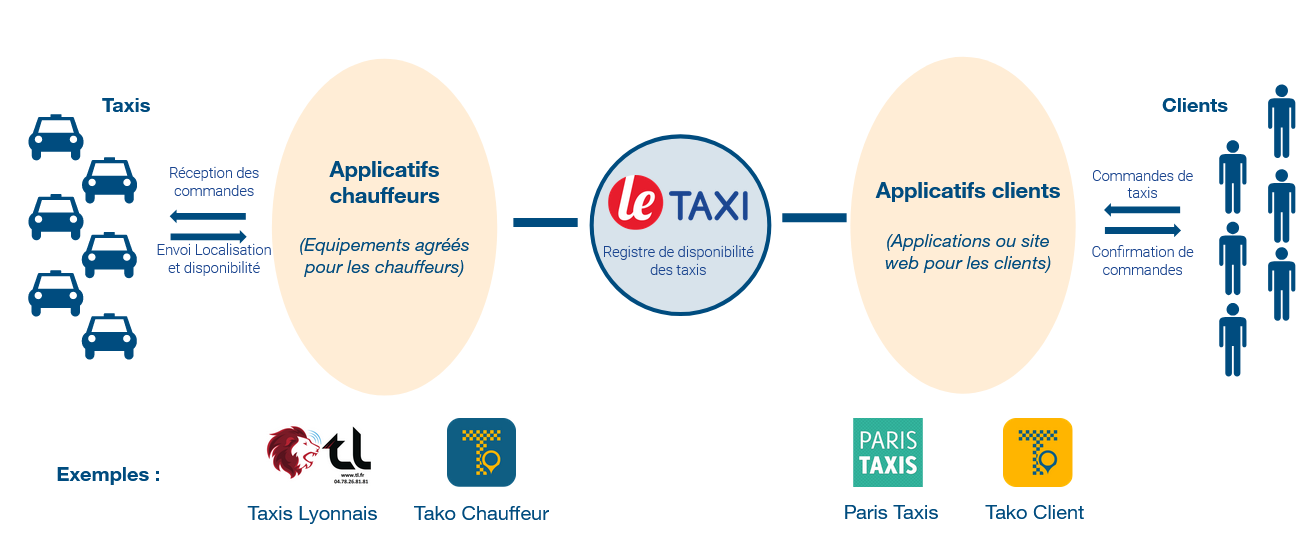 Taxis
Réception des
commandes
Envoi Localisation
et disponibilité
Applicatifs
chauffeurs
(Equipements agréés
pour les chauffeurs)
le TAXI
Registre de disponibilité
des taxis
Applicatifs clients
(Applications ou site
web pour les clients)
Clients
Commandes de
taxis
Confirmation de
commandes
Exemples :
tl
www.tl.fr
04.78.26.81.81
Taxis Lyonnais
T
Tako Chauffeur
PARIS
TAXIS
Paris Taxis
T
Tako Client